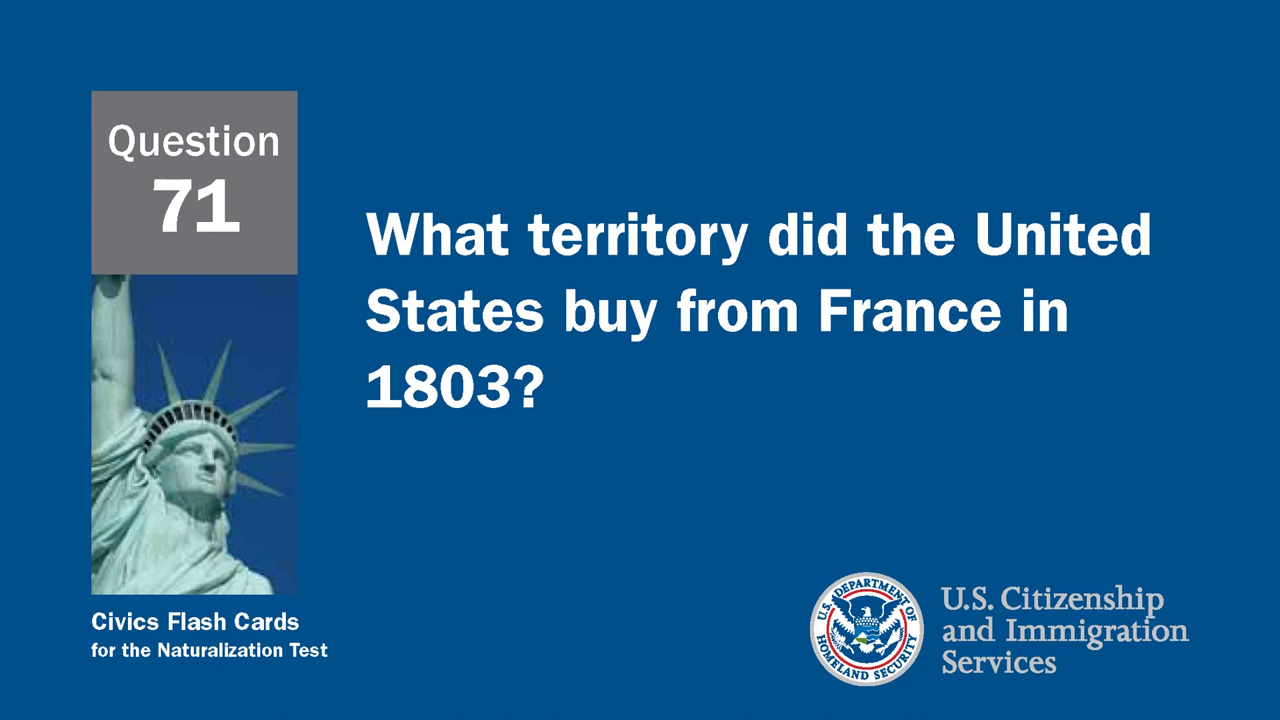 Question
71
What territory did the United
States buy from France in
1803?
Civics Flash Cards
for the Naturalization Test
U.S. DEPARTMENT OF
HOMELAND SECURITY
U.S. Citizenship
and Immigration
Services